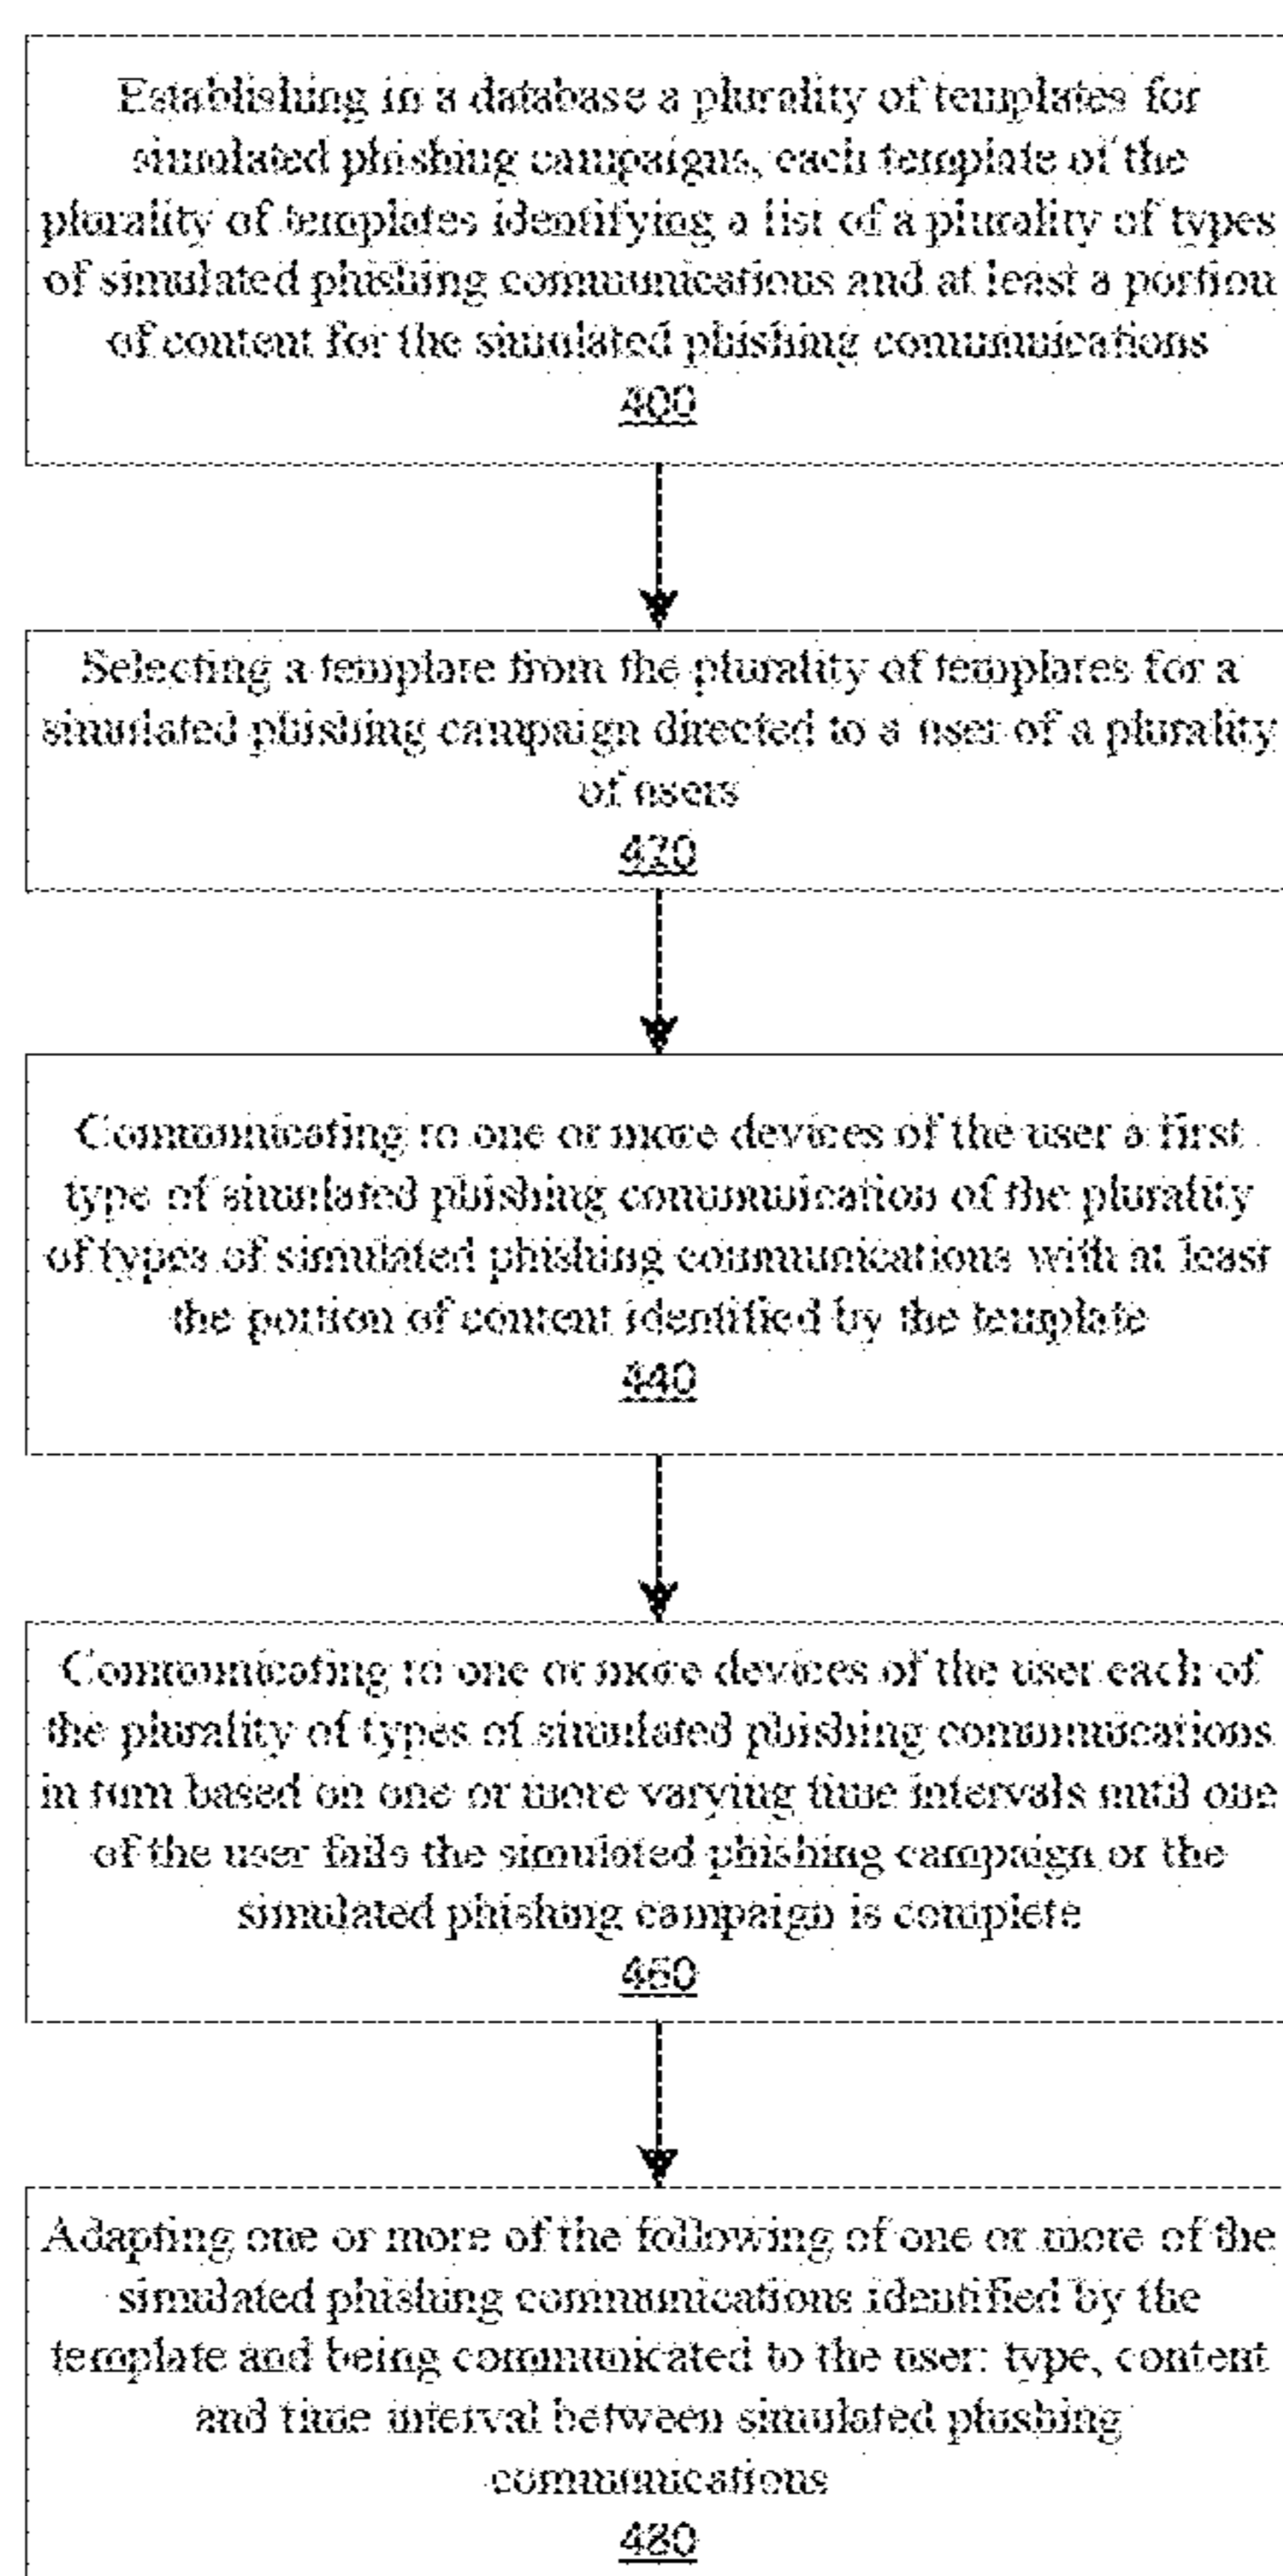 Establishing in a database a plurality of templates for
simulated phishing campaigns, each template of the
plurality of templates identifying a list of a plurality of types
of simulated phishing communications and at least a portion
of content for the simulated phishing communications
400
Selecting a template from the plurality of templates for a
simulated phishing campaign directed to a user of a plurality
of users
420
Communicating to one or more devices of the user a first
type of simulated phishing communication of the plurality
of types of simulated phishing communications with at least
the portion of content identified by the template
440
Communicating to one or more devices of the user each of
the plurality of types of simulated phishing communications
in turn based on one or more varying time intervals until one
of the user fails the simulated phishing campaign or the
simulated phishing campaign is complete
460
Adapting one or more of the following of one or more of the
simulated phishing communications identified by the
template and being communicated to the user: type, content
and time interval between simulated phishing
communications
480